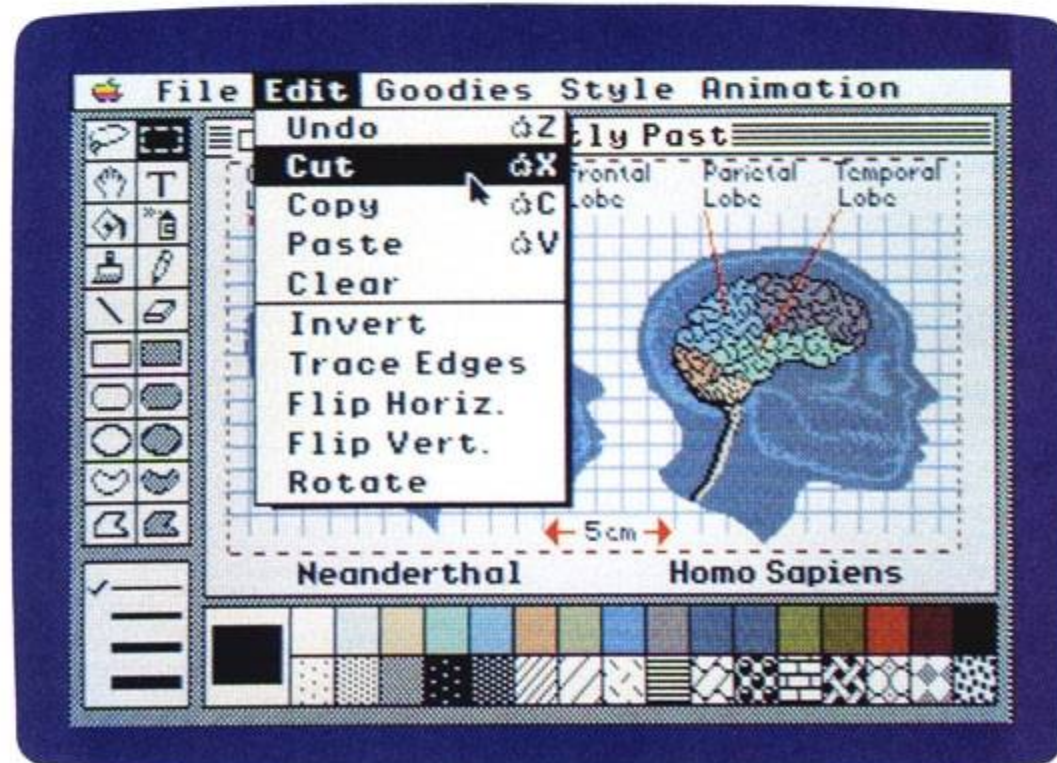 File Edit Goodies Style Animation
Undo Z
Cut X
Copy C
Paste V
Clear
Invert
Trace Edges
Flip Horiz.
Flip Vert.
Rotate
tly Past
Frontal Lobe
Parietal Lobe
Temporal Lobe
T
5cm
Neanderthal
Homo Sapiens